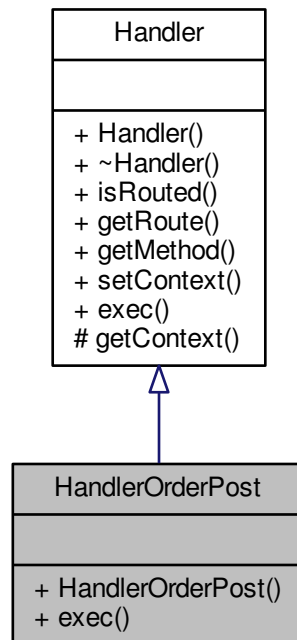 Handler
+ Handler()
+ ~Handler()
+ isRouted()
+ getRoute()
+ getMethod()
+ setContext()
+ exec()
# getContext()
HandlerOrderPost
+ HandlerOrderPost()
+ exec()